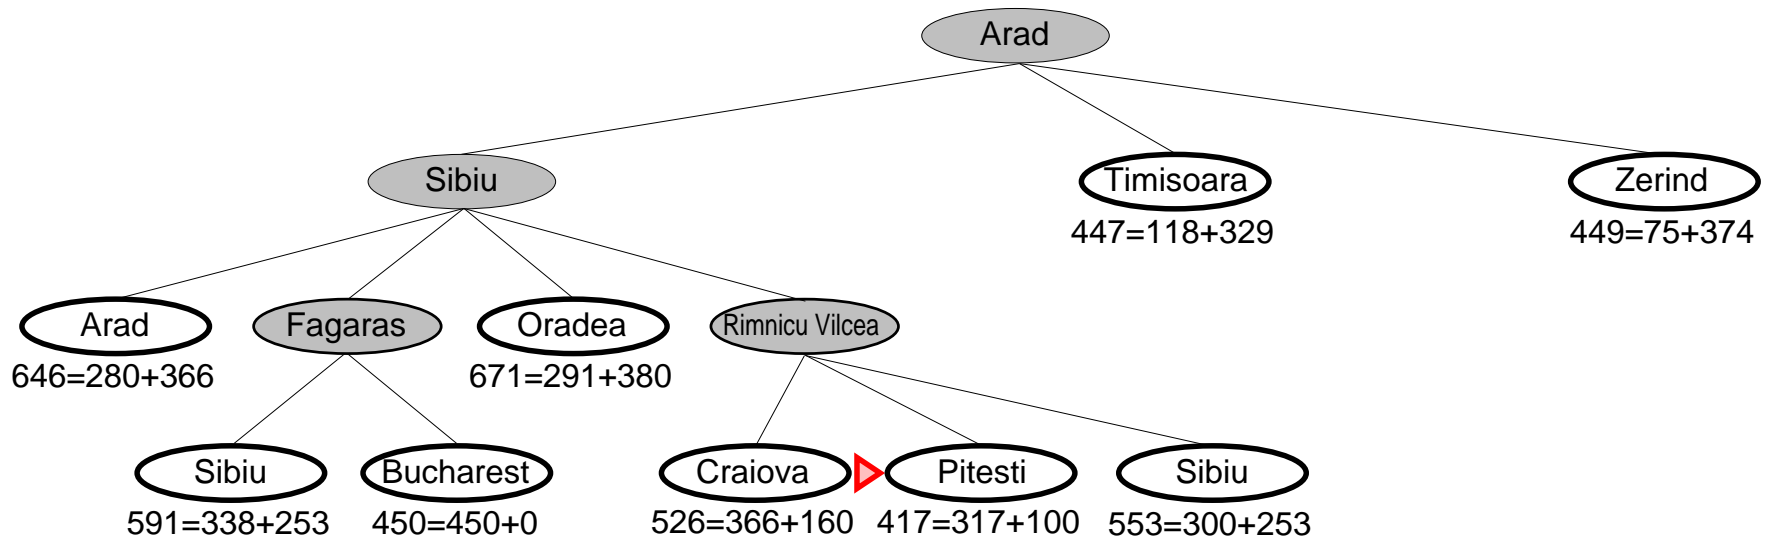 Arad
Sibiu
Timisoara
Zerind
447=118+329
449=75+374
Arad
Fagaras
Oradea
Rimnicu Vilcea
646=280+366
671=291+380
Sibiu
Bucharest
Craiova
Pitesti
Sibiu
591=338+253
450=450+0
526=366+160
417=317+100
553=300+253